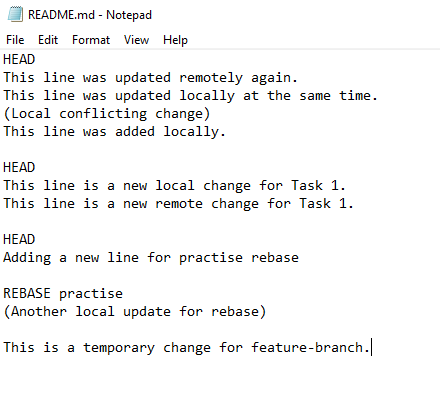 README.md - Notepad
File Edit Format View Help
HEAD
This line was updated remotely again.
This line was updated locally at the same time.
(Local conflicting change)
This line was added locally.
HEAD
This line is a new local change for Task 1.
This line is a new remote change for Task 1.
HEAD
Adding a new line for practise rebase
REBASE practise
(Another local update for rebase)
This is a temporary change for feature-branch.